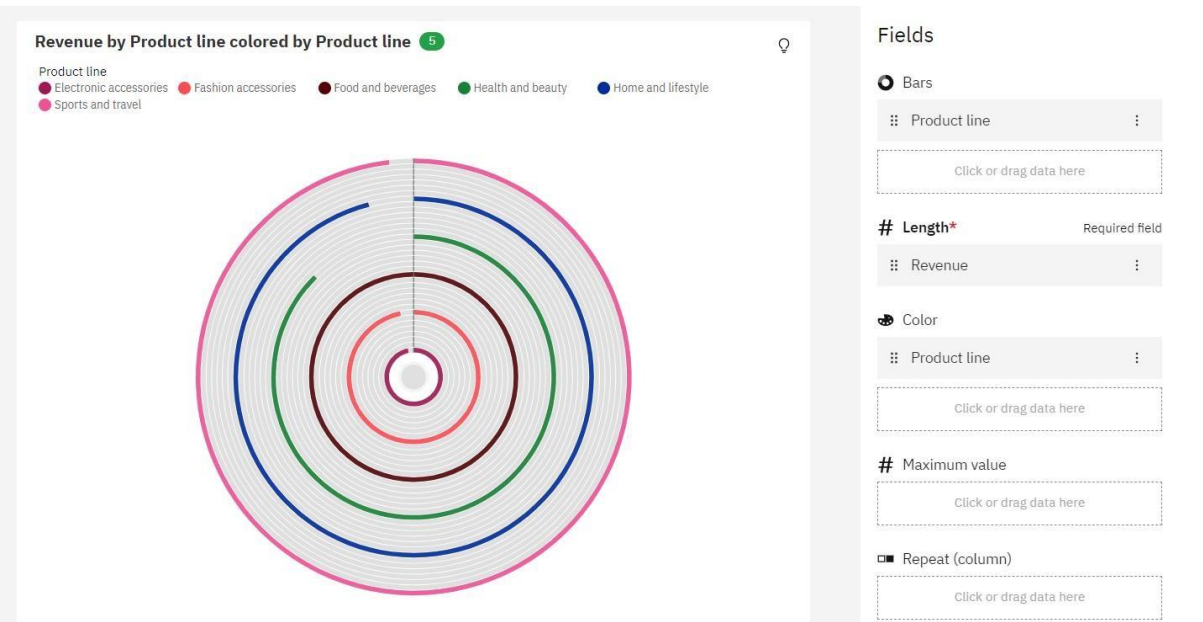 Revenue by Product line colored by Product line 5
Product line
Electronic accessories Fashion accessories Food and beverages Health and beauty Home and lifestyle
Sports and travel
Fields
Bars
Product line
Click or drag data here
# Length* Required field
Revenue
Color
Product line
Click or drag data here
# Maximum value
Click or drag data here
Repeat (column)
Click or drag data here